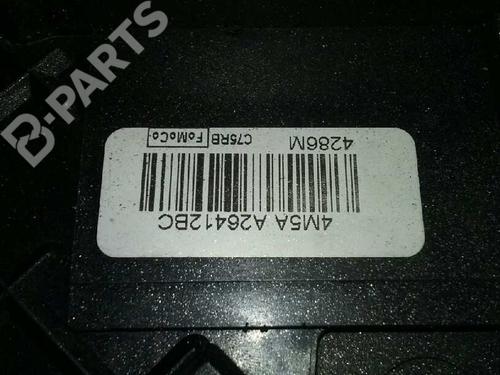 4M5A A26412BC
4286M
FoMoCo C75RB
B-PARTS